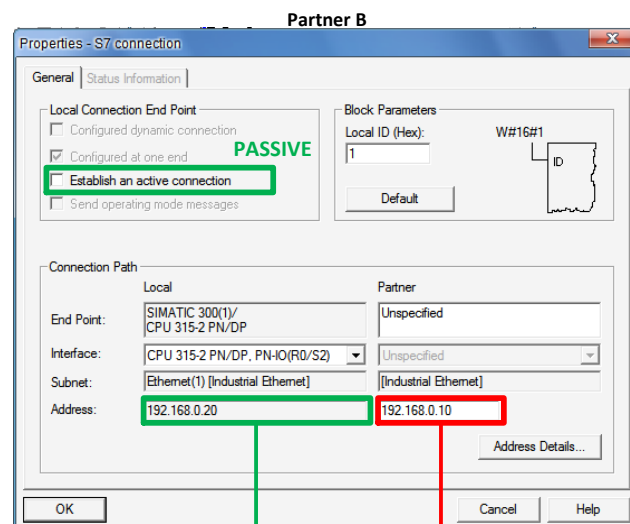 Partner B
Properties - S7 connection
General Status Information
Local Connection End Point
Configured dynamic connection
Configured at one end PASSIVE
Establish an active connection
Send operating mode messages
Block Parameters
Local ID (Hex): W#16#1
1
ID
Default
Connection Path
Local Partner
End Point: SIMATIC 300(1)/
CPU 315-2 PN/DP
Unspecified
Interface: CPU 315-2 PN/DP, PN-IO(R0/S2) Unspecified
Subnet: Ethernet(1) [Industrial Ethernet] [Industrial Ethernet]
Address: 192.168.0.20 192.168.0.10
Address Details...
OK Cancel Help